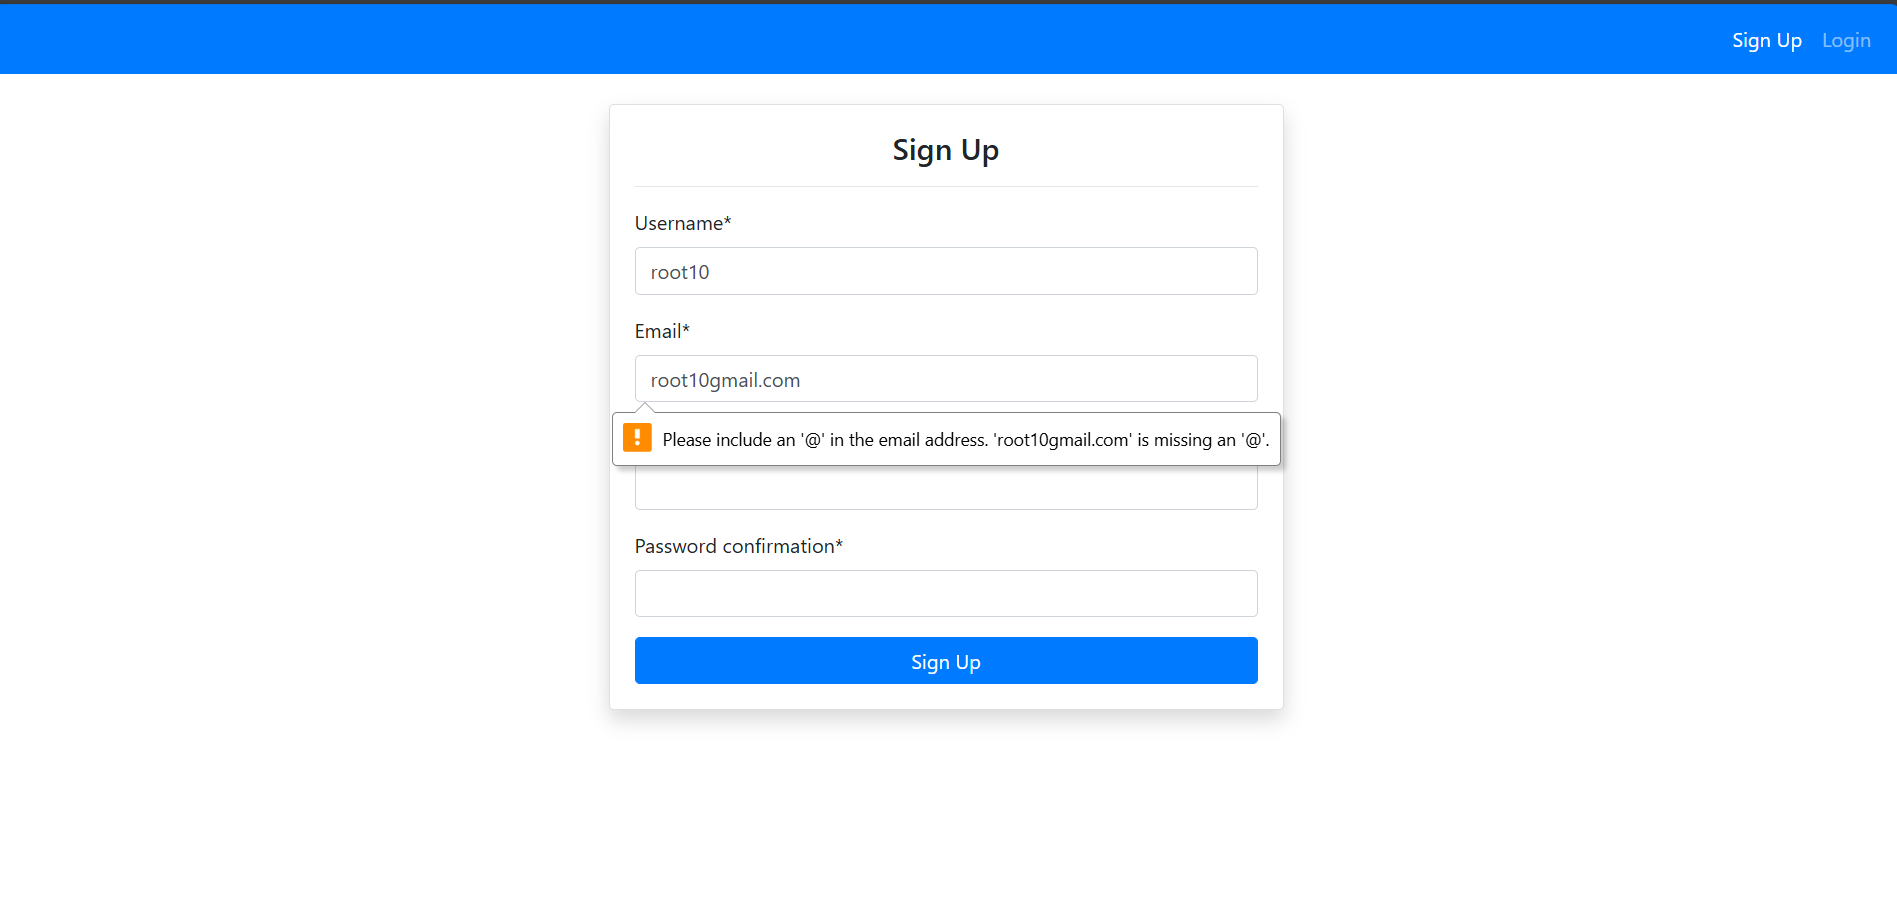 Sign Up Login
Sign Up
Username*
root10
Email*
root10gmail.com
Please include an '@' in the email address. 'root10gmail.com' is missing an '@'.
Password confirmation*
Sign Up